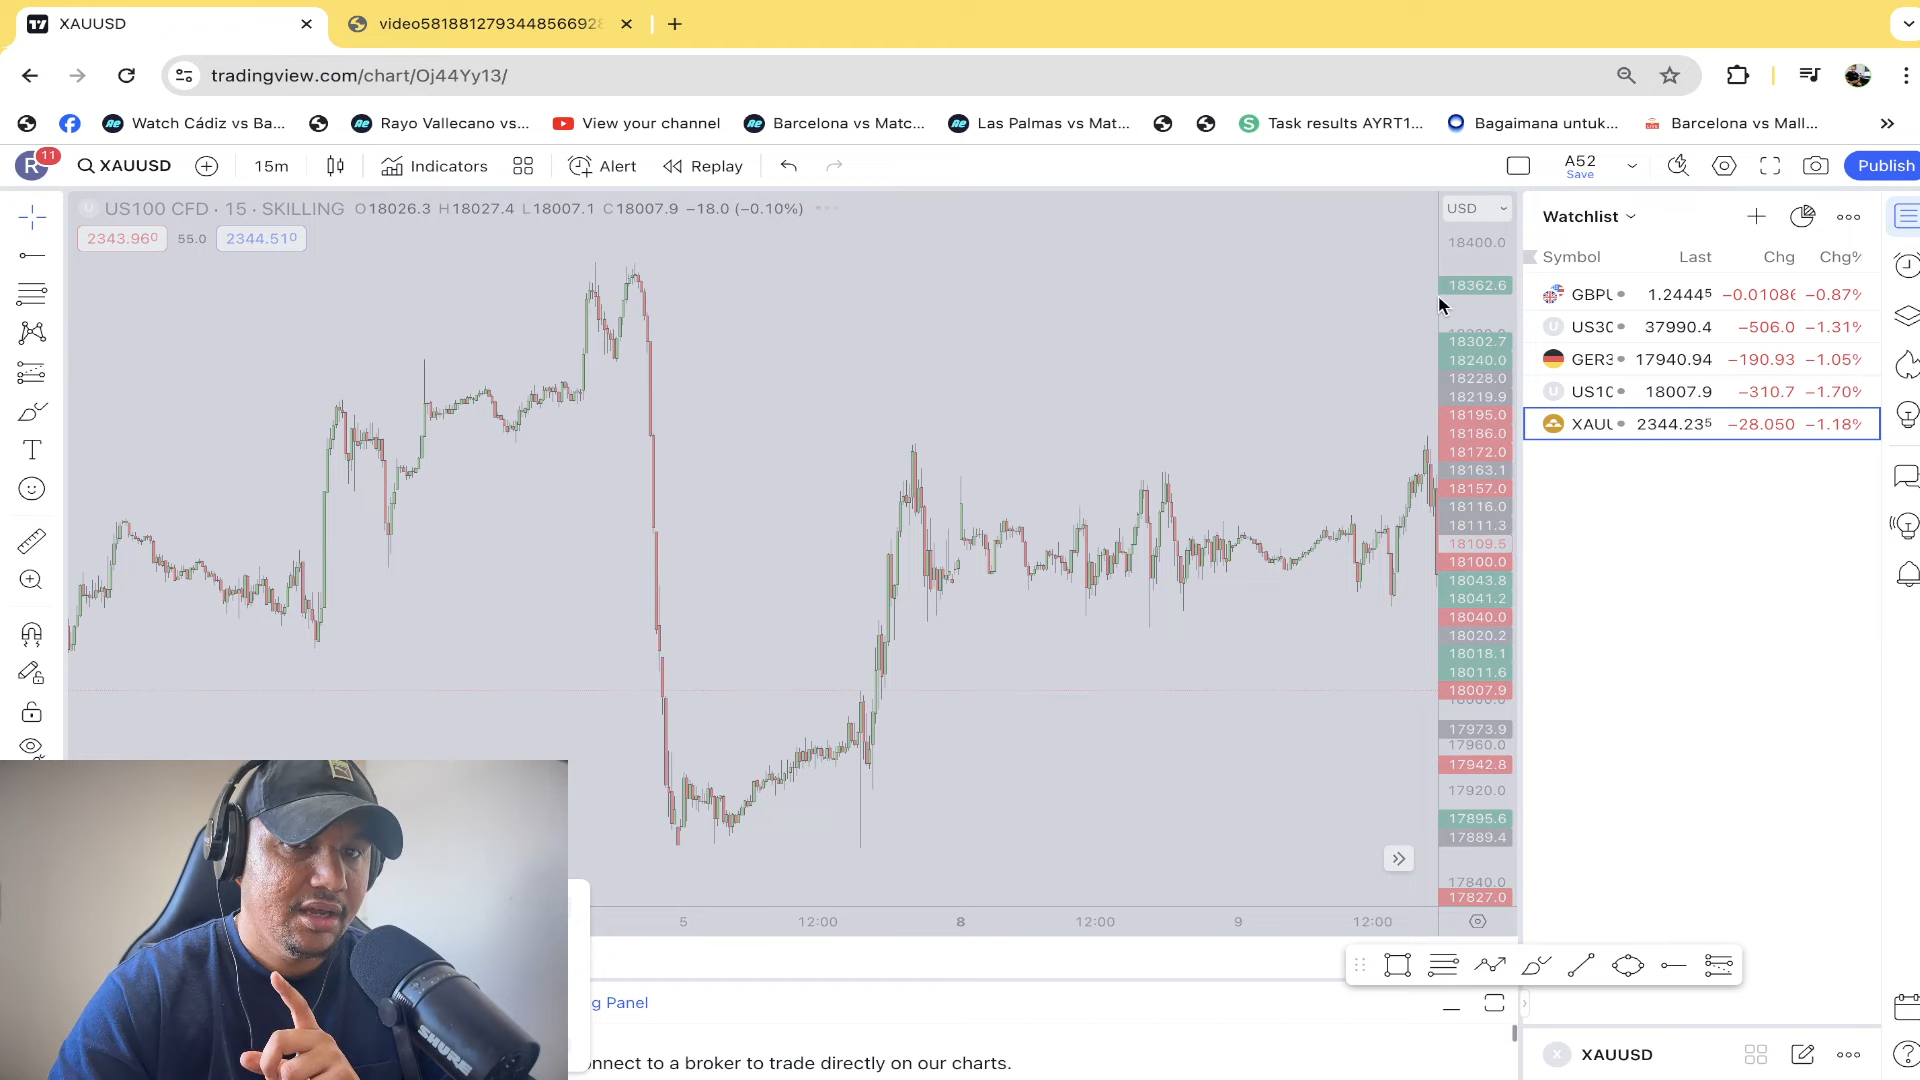 XAUUSD
video5818812793448566928
tradingview.com/chart/Oj44Yy13/
Watch Cádiz vs Ba...
Rayo Vallecano vs...
View your channel
Barcelona vs Matc...
Las Palmas vs Mat...
Task results AYRT1...
Bagaimana untuk...
Barcelona vs Mall...
R 11
XAUUSD
15m
Indicators
Alert
Replay
A52
Save
Publish
US100 CFD · 15 · SKILLING O18026.3 H18027.4 L18007.1 C18007.9 −18.0 (−0.10%)
2343.960 55.0 2344.510
USD
18400.0
18362.6
18302.7
18240.0
18228.0
18219.9
18195.0
18186.0
18172.0
18163.1
18157.0
18116.0
18111.3
18109.5
18100.0
18043.8
18041.2
18040.0
18020.2
18018.1
18011.6
18007.9
17973.9
17960.0
17942.8
17920.0
17895.6
17889.4
17840.0
17827.0
5 12:00 8 12:00 9 12:00
Watchlist
Symbol Last Chg Chg%
GBPU 1.24445 −0.01086 −0.87%
US30 37990.4 −506.0 −1.31%
GER3 17940.94 −190.93 −1.05%
US10 18007.9 −310.7 −1.70%
XAUU 2344.235 −28.050 −1.18%
g Panel
onnect to a broker to trade directly on our charts.
X XAUUSD
SHURE